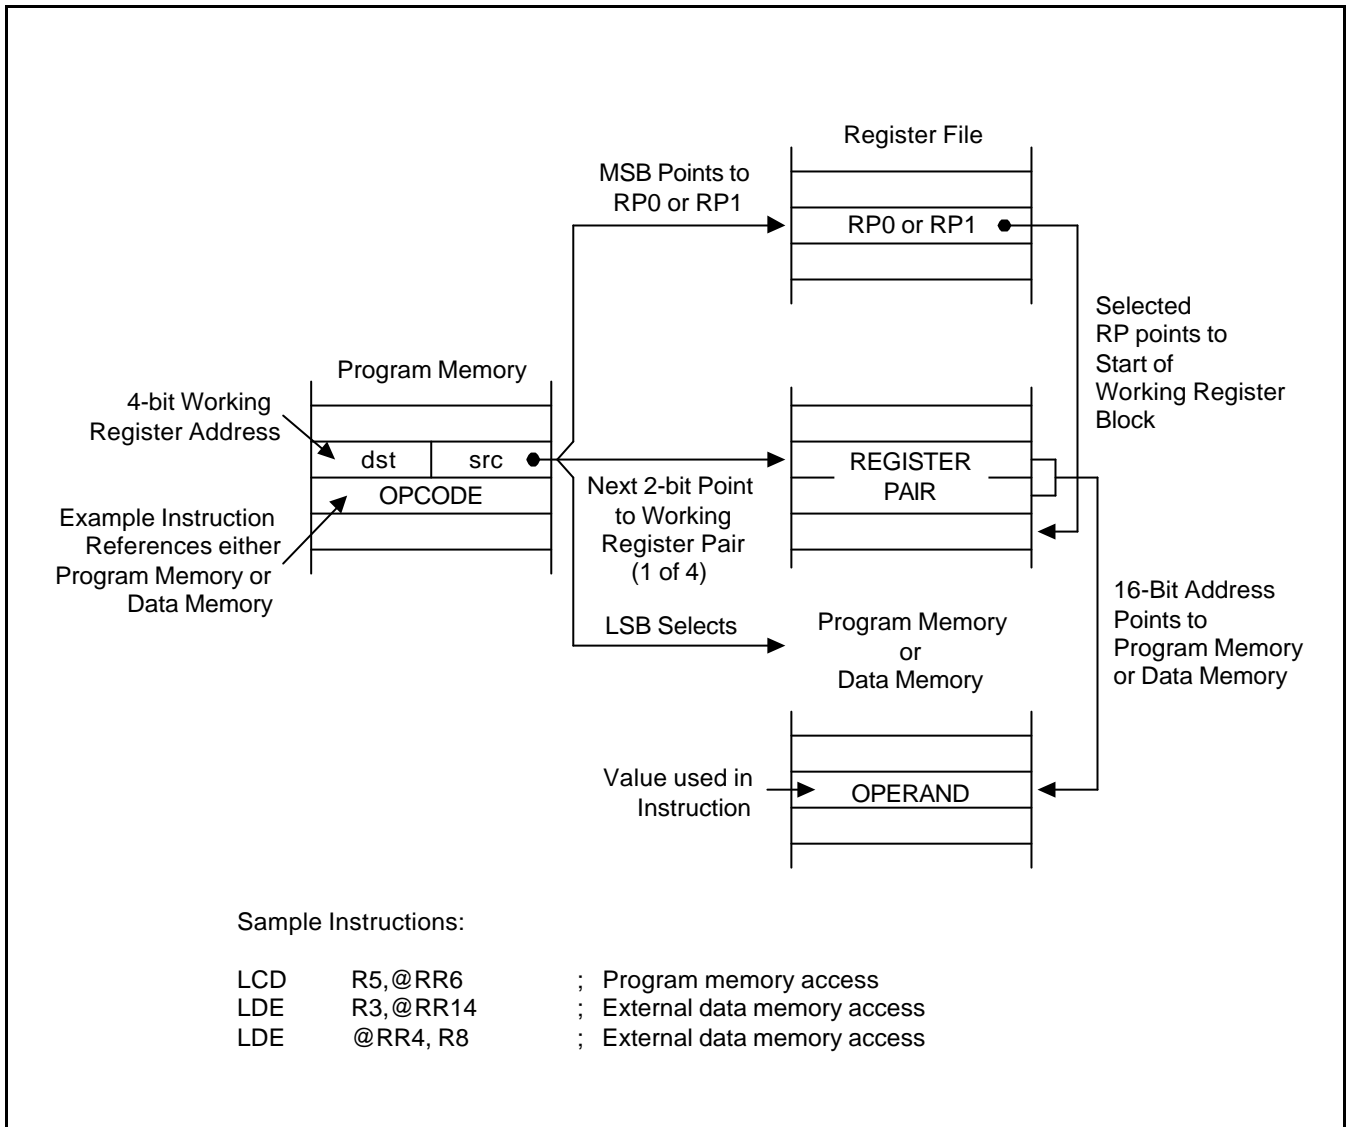 Register File
MSB Points to
RP0 or RP1
RP0 or RP1
Selected
RP points to
Start of
Working Register
Block
Program Memory
4-bit Working
Register Address
dst src
OPCODE
Example Instruction
References either
Program Memory or
Data Memory
REGISTER
PAIR
Next 2-bit Point
to Working
Register Pair
(1 of 4)
LSB Selects
Program Memory
or
Data Memory
16-Bit Address
Points to
Program Memory
or Data Memory
Value used in
Instruction
OPERAND
Sample Instructions:
LCD R5,@RR6 ; Program memory access
LDE R3,@RR14 ; External data memory access
LDE @RR4, R8 ; External data memory access